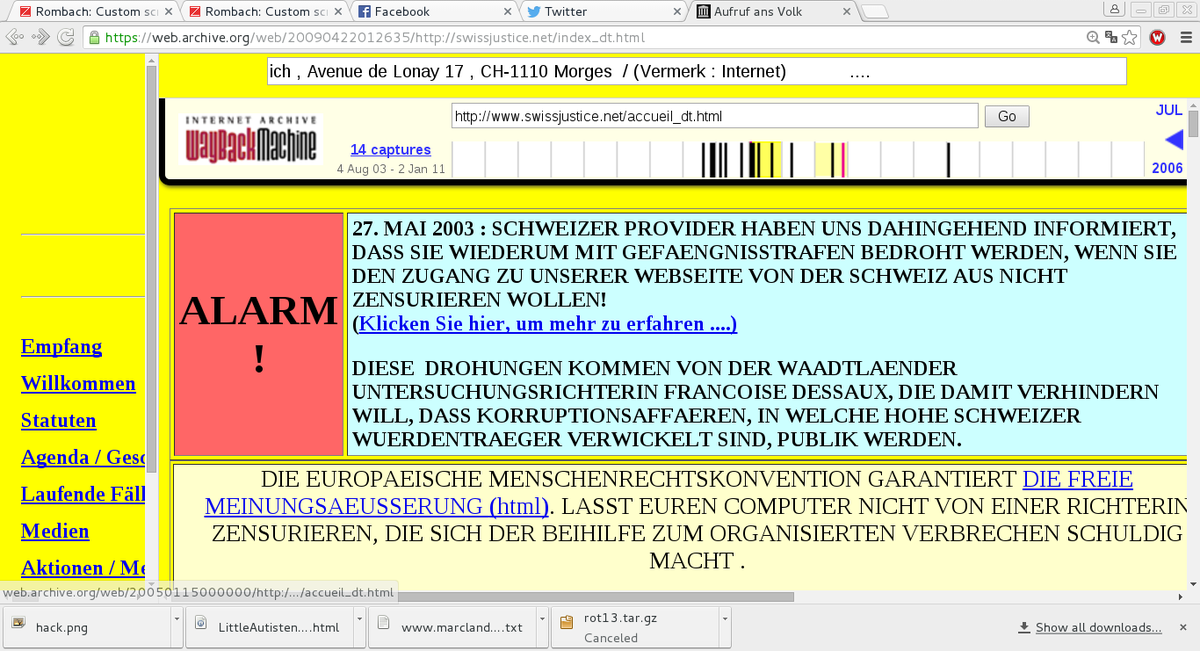 Rombach: Custom scr
Rombach: Custom scr
Facebook
Twitter
Aufruf ans Volk
https://web.archive.org/web/20090422012635/http://swissjustice.net/index_dt.html
ich , Avenue de Lonay 17 , CH-1110 Morges / (Vermerk : Internet) ....
INTERNET ARCHIVE
WayBackMachine
http://www.swissjustice.net/accueil_dt.html
Go
JUL
14 captures
4 Aug 03 - 2 Jan 11
2006
ALARM
!
27. MAI 2003 : SCHWEIZER PROVIDER HABEN UNS DAHINGEHEND INFORMIERT,
DASS SIE WIEDERUM MIT GEFAENGNISSTRAFEN BEDROHT WERDEN, WENN SIE
DEN ZUGANG ZU UNSERER WEBSEITE VON DER SCHWEIZ AUS NICHT
ZENSURIEREN WOLLEN!
(Klicken Sie hier, um mehr zu erfahren ....)
DIESE DROHUNGEN KOMMEN VON DER WAADTLAENDER
UNTERSUCHUNGSRICHTERIN FRANCOISE DESSAUX, DIE DAMIT VERHINDERN
WILL, DASS KORRUPTIONSAFFAEREN, IN WELCHE HOHE SCHWEIZER
WUERDENTRAEGER VERWICKELT SIND, PUBLIK WERDEN.
DIE EUROPAEISCHE MENSCHENRECHTSKONVENTION GARANTIERT DIE FREIE
MEINUNGSAEUSSERUNG (html). LASST EUREN COMPUTER NICHT VON EINER RICHTERIN
ZENSURIEREN, DIE SICH DER BEIHILFE ZUM ORGANISIERTEN VERBRECHEN SCHULDIG
MACHT .
Empfang
Willkommen
Statuten
Agenda / Gesc
Laufende Fäll
Medien
Aktionen / Me
web.archive.org/web/20050115000000/http:/.../accueil_dt.html
hack.png
LittleAutisten....html
www.marcland....txt
rot13.tar.gz
Canceled
Show all downloads...